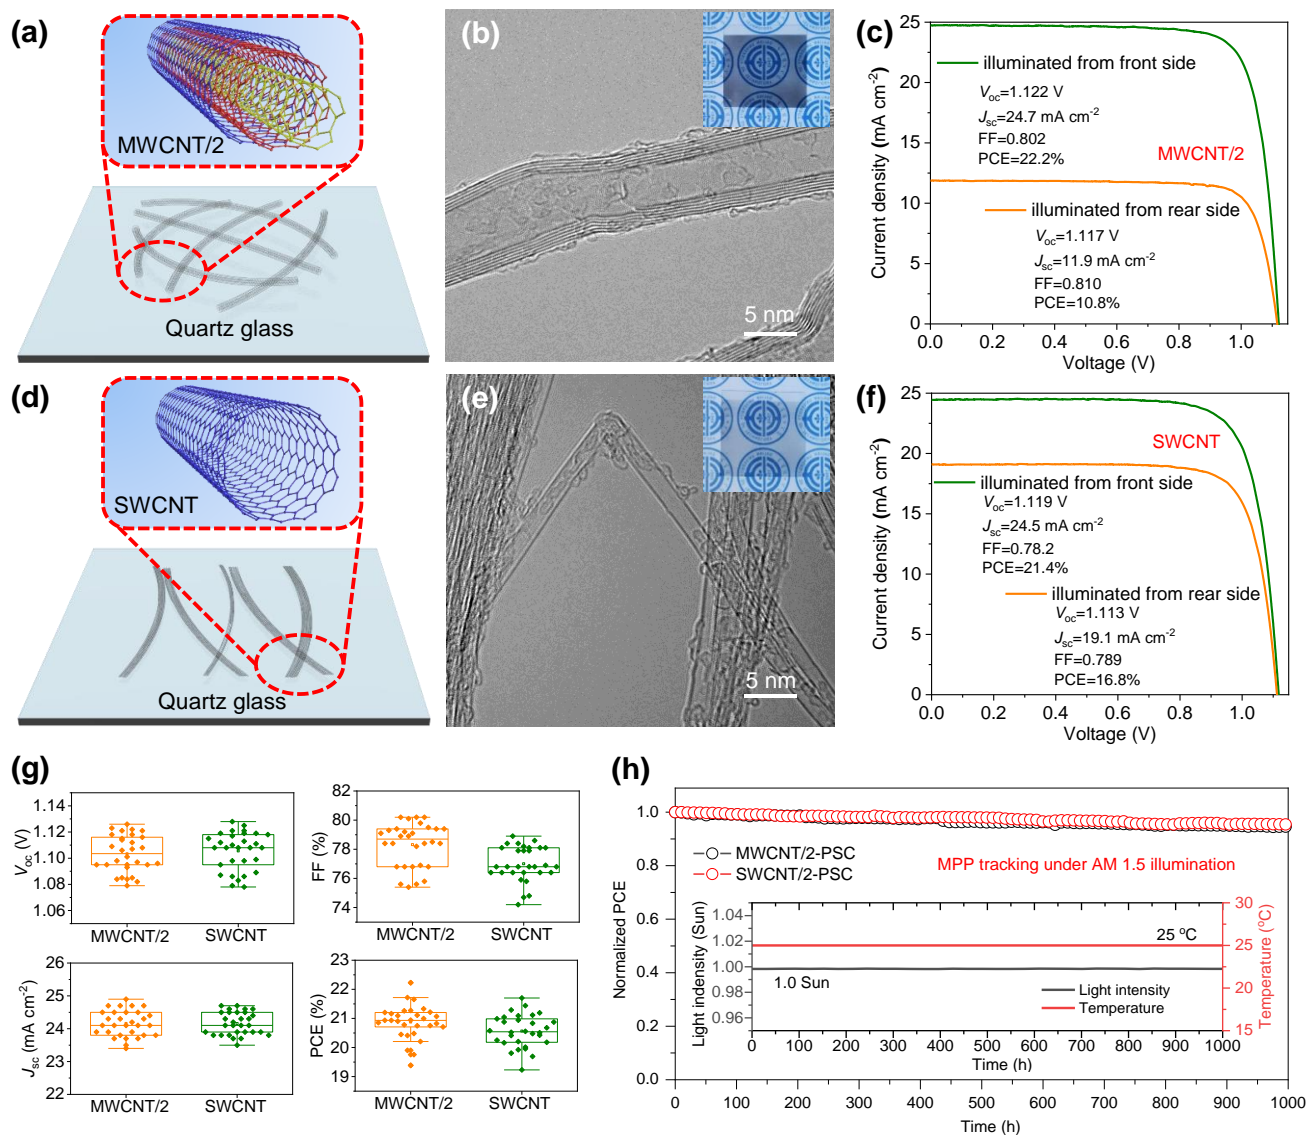 (a)
MWCNT/2
Quartz glass
(b)
5 nm
(c)
Current density (mA cm⁻²)
25
20
15
10
5
0
illuminated from front side
Voc=1.122 V
Jsc=24.7 mA cm⁻²
FF=0.802
PCE=22.2%
MWCNT/2
illuminated from rear side
Voc=1.117 V
Jsc=11.9 mA cm⁻²
FF=0.810
PCE=10.8%
0.0 0.2 0.4 0.6 0.8 1.0
Voltage (V)
(d)
SWCNT
Quartz glass
(e)
5 nm
(f)
Current density (mA cm⁻²)
25
20
15
10
5
0
SWCNT
illuminated from front side
Voc=1.119 V
Jsc=24.5 mA cm⁻²
FF=0.78.2
PCE=21.4%
illuminated from rear side
Voc=1.113 V
Jsc=19.1 mA cm⁻²
FF=0.789
PCE=16.8%
0.0 0.2 0.4 0.6 0.8 1.0
Voltage (V)
(g)
Voc (V)
1.14
1.12
1.10
1.08
1.06
MWCNT/2 SWCNT
FF (%)
82
80
78
76
74
73
MWCNT/2 SWCNT
Jsc (mA cm⁻²)
26
25
24
23
22
MWCNT/2 SWCNT
PCE (%)
23
22
21
20
19
MWCNT/2 SWCNT
(h)
Normalized PCE
1.0
0.8
0.6
0.4
0.2
0.0
MWCNT/2-PSC
SWCNT/2-PSC
MPP tracking under AM 1.5 illumination
Light indensity (Sun)
1.04
1.02
1.00
0.98
0.96
1.0 Sun
25 ºC
Light intensity
Temperature
30
25
20
15
Temperature (ºC)
0 100 200 300 400 500 600 700 800 900 1000
Time (h)
0 100 200 300 400 500 600 700 800 900 1000
Time (h)